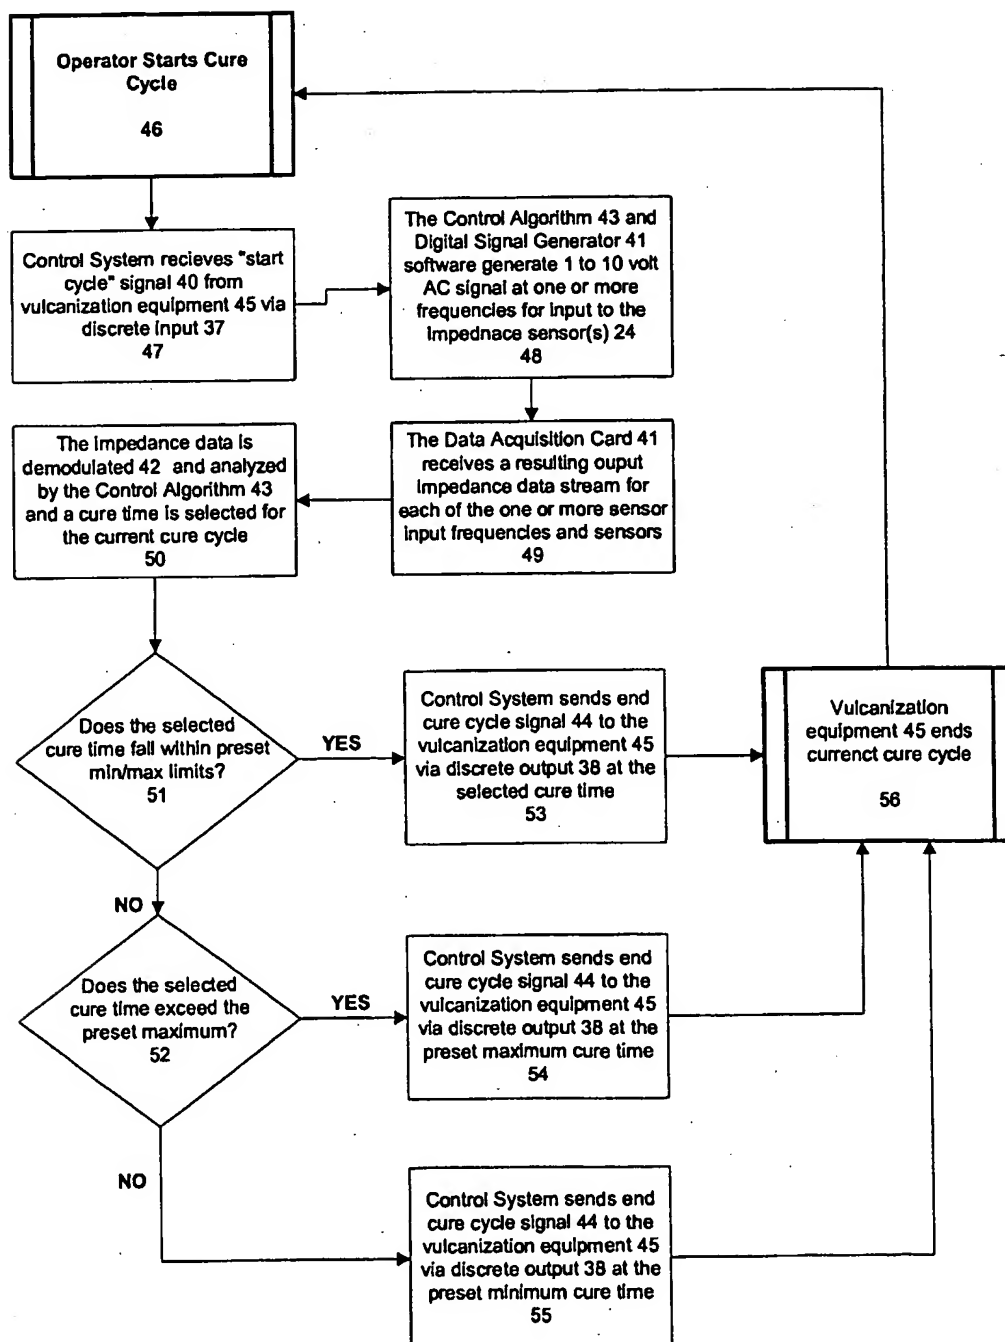 Operator Starts Cure
Cycle
46
Control System recieves "start
cycle" signal 40 from
vulcanization equipment 45 via
discrete input 37
47
The Control Algorithm 43 and
Digital Signal Generator 41
software generate 1 to 10 volt
AC signal at one or more
frequencies for input to the
impednace sensor(s) 24
48
The Data Acquisition Card 41
receives a resulting ouput
impedance data stream for
each of the one or more sensor
input frequencies and sensors
49
The impedance data is
demodulated 42 and analyzed
by the Control Algorithm 43
and a cure time is selected for
the current cure cycle
50
Does the selected
cure time fall within preset
min/max limits?
51
YES
Control System sends end
cure cycle signal 44 to the
vulcanization equipment 45
via discrete output 38 at the
selected cure time
53
Vulcanization
equipment 45 ends
currenct cure cycle
56
NO
Does the selected
cure time exceed the
preset maximum?
52
YES
Control System sends end
cure cycle signal 44 to the
vulcanization equipment 45
via discrete output 38 at the
preset maximum cure time
54
NO
Control System sends end
cure cycle signal 44 to the
vulcanization equipment 45
via discrete output 38 at the
preset minimum cure time
55